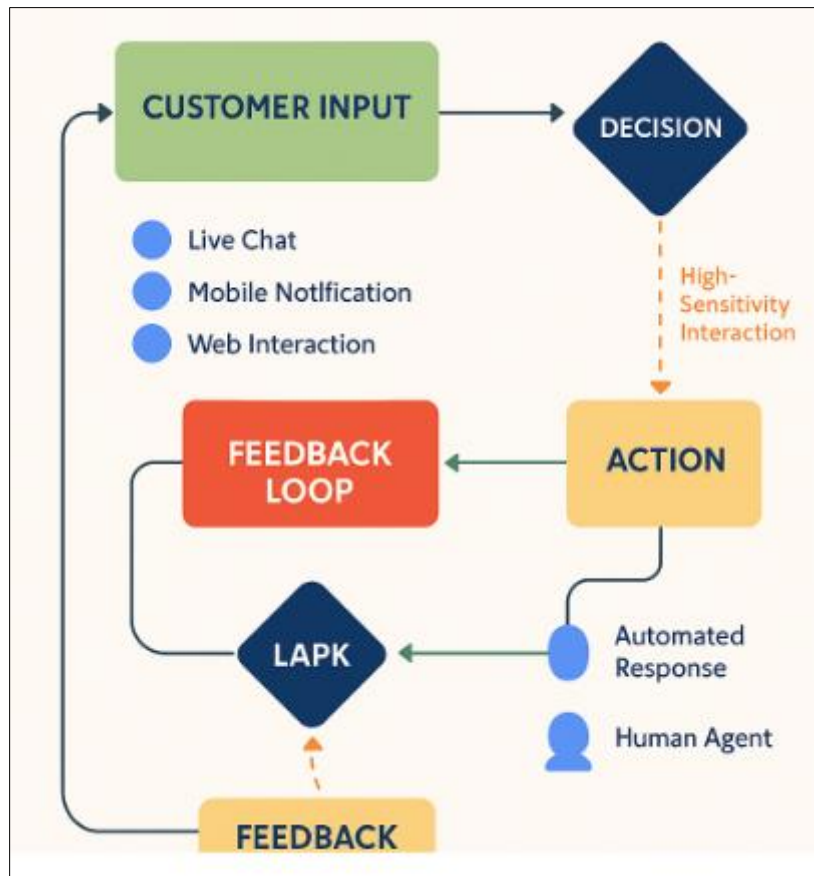 CUSTOMER INPUT
DECISION
Live Chat
Mobile Notlfication
Web Interaction
High-
Sensitivity
Interaction
FEEDBACK
LOOP
ACTION
LAPK
Automated
Response
Human Agent
FEEDBACK